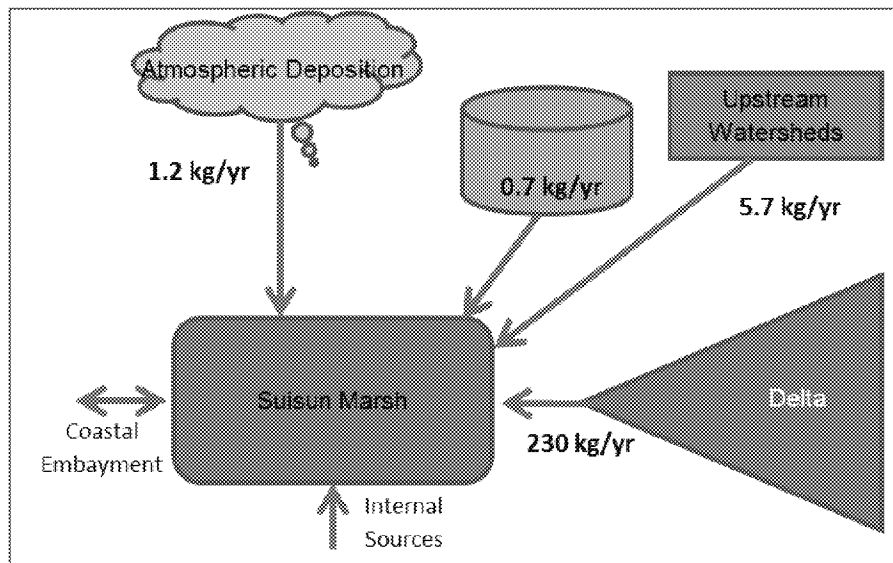 Atmospheric Deposition
1.2 kg/yr
0.7 kg/yr
Upstream
Watersheds
5.7 kg/yr
Suisun Marsh
Delta
230 kg/yr
Coastal
Embayment
Internal
Sources